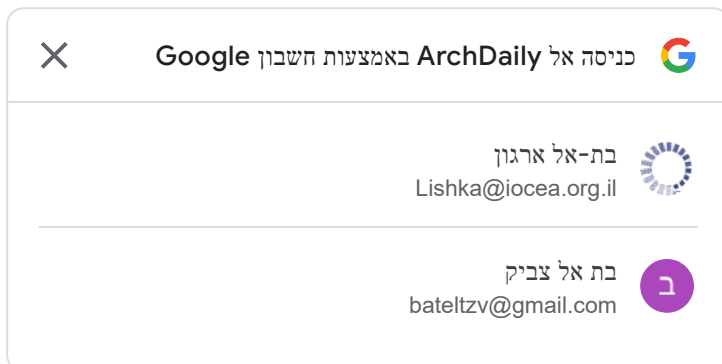 כניסה אל ArchDaily באמצעות חשבון Google
בת-אל ארגון
Lishka@iocea.org.il
ב
בת אל צביק
bateltzv@gmail.com